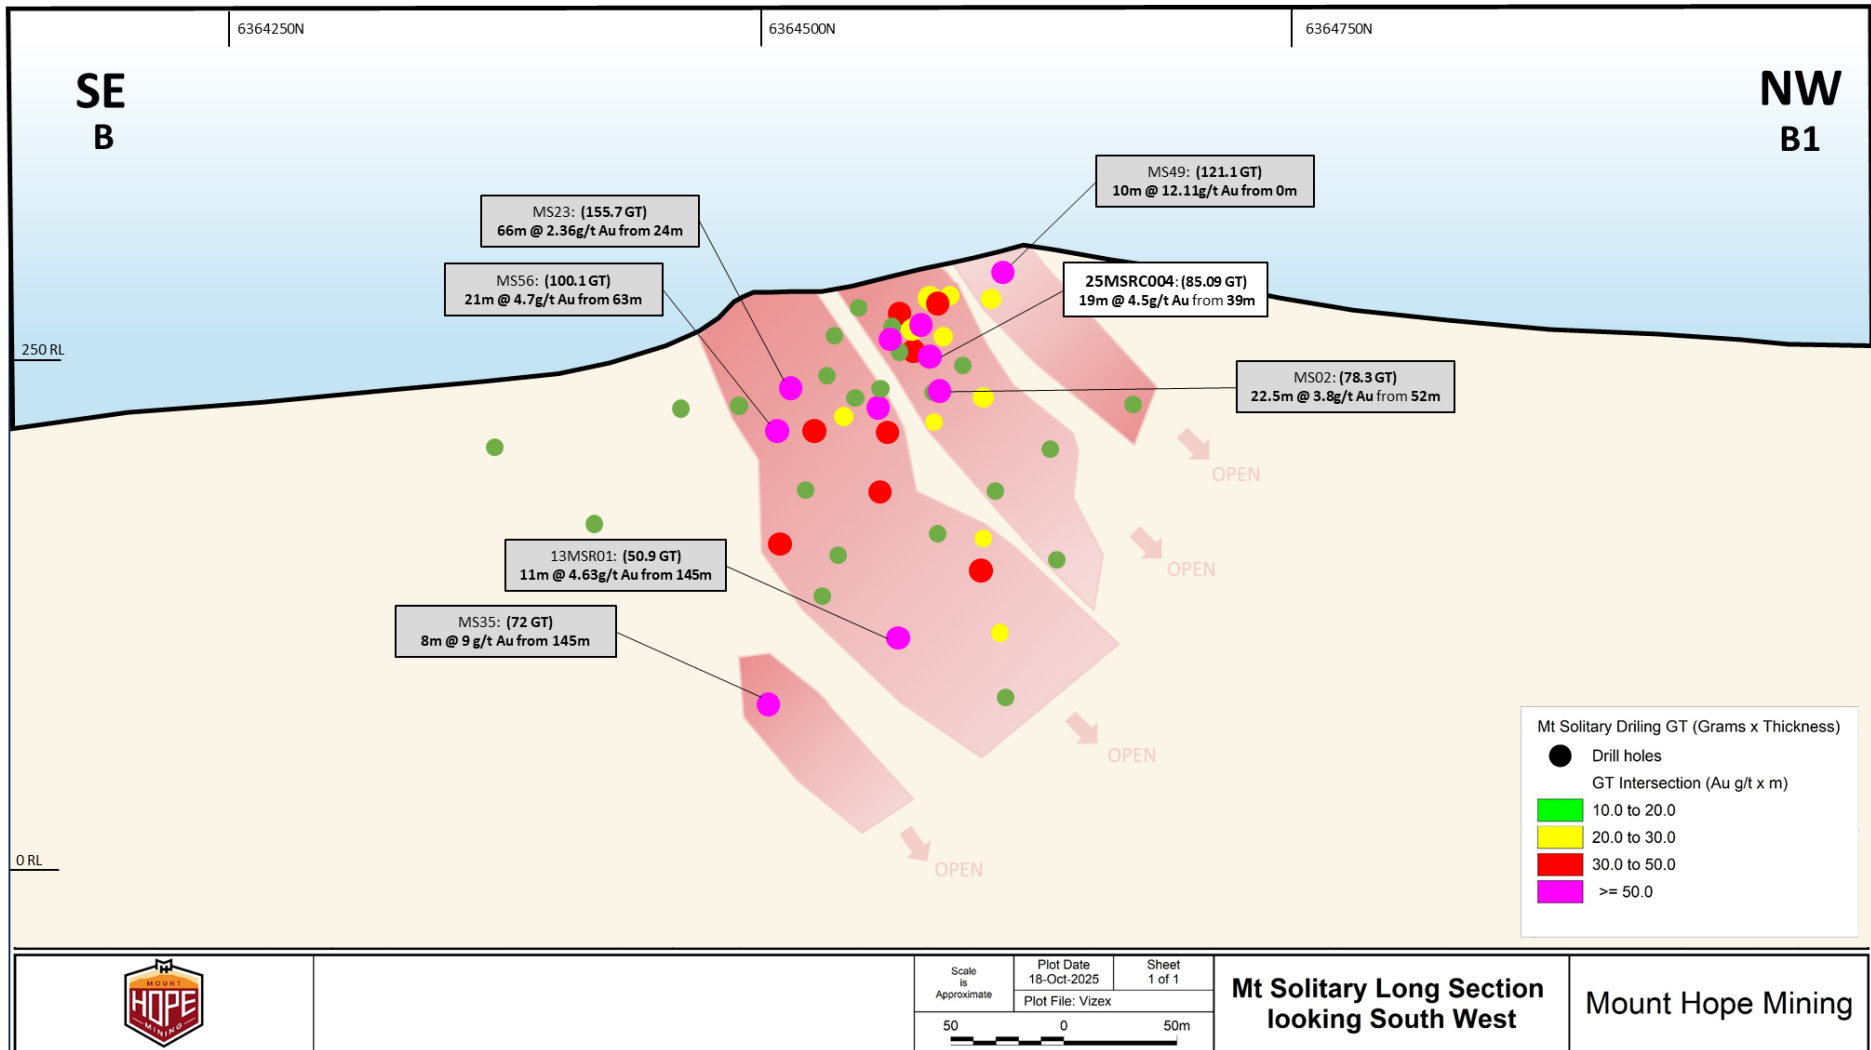 6364250N
6364500N
6364750N
SE
B
NW
B1
MS49: (121.1 GT)
10m @ 12.11g/t Au from 0m
MS23: (155.7 GT)
66m @ 2.36g/t Au from 24m
MS56: (100.1 GT)
21m @ 4.7g/t Au from 63m
25MSRC004: (85.09 GT)
19m @ 4.5g/t Au from 39m
250 RL
MS02: (78.3 GT)
22.5m @ 3.8g/t Au from 52m
OPEN
OPEN
13MSR01: (50.9 GT)
11m @ 4.63g/t Au from 145m
MS35: (72 GT)
8m @ 9 g/t Au from 145m
OPEN
OPEN
0 RL
Mt Solitary Driling GT (Grams x Thickness)
Drill holes
GT Intersection (Au g/t x m)
10.0 to 20.0
20.0 to 30.0
30.0 to 50.0
>= 50.0
MOUNT
HOPE
MINING
Scale
is
Approximate
Plot Date
18-Oct-2025
Sheet
1 of 1
Plot File: Vizex
50 0 50m
Mt Solitary Long Section
looking South West
Mount Hope Mining